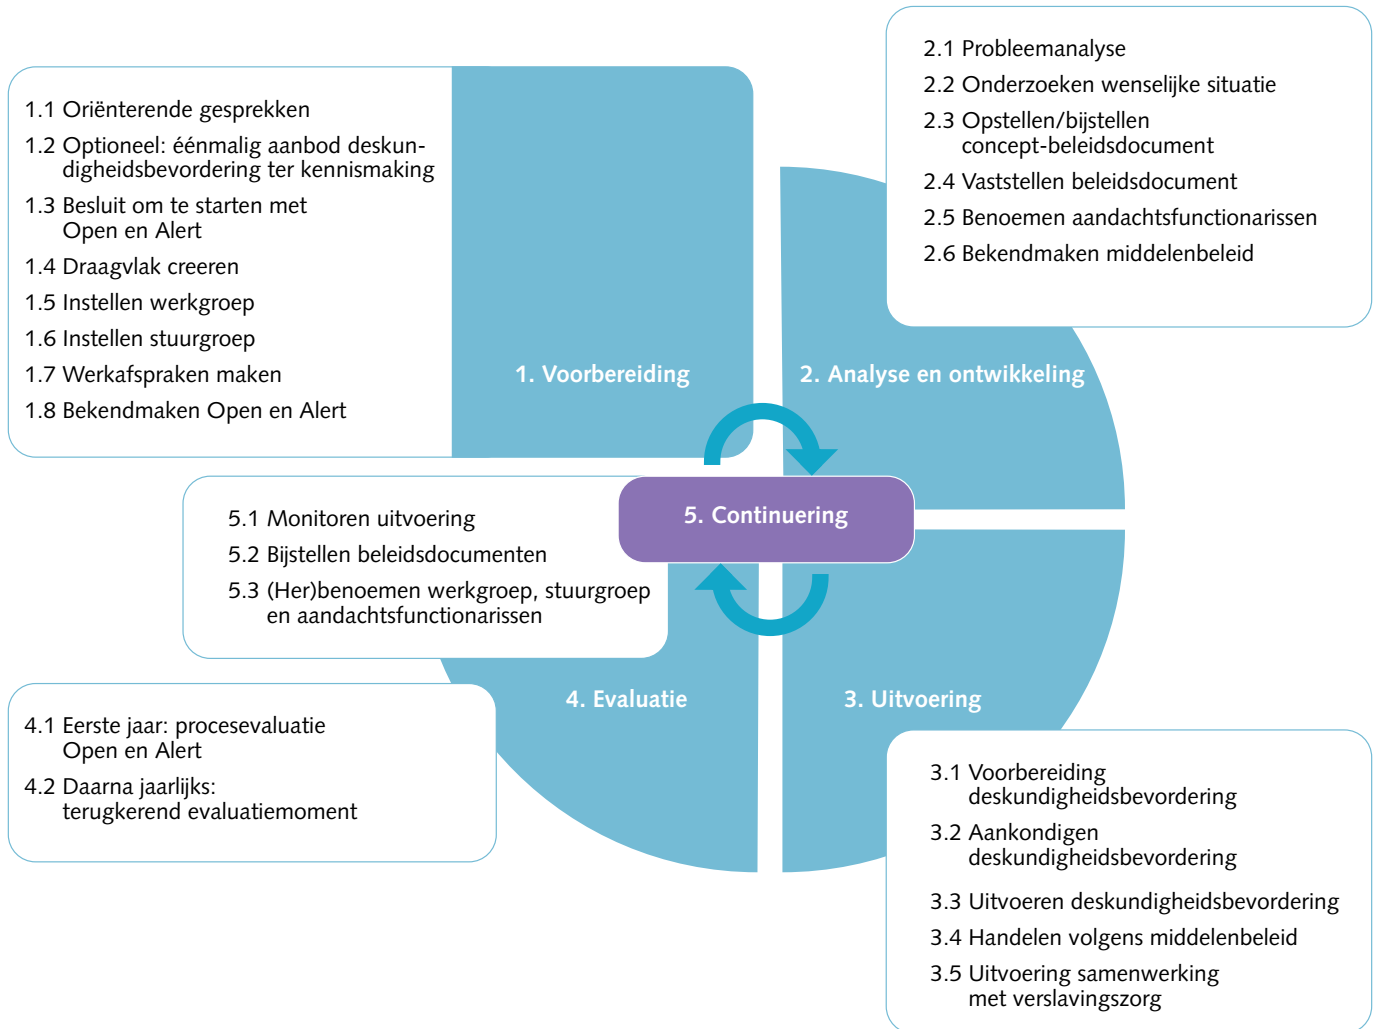 1.1 Oriënterende gesprekken
1.2 Optioneel: éénmalig aanbod deskun-
digheidsbevordering ter kennismaking
1.3 Besluit om te starten met
Open en Alert
1.4 Draagvlak creeren
1.5 Instellen werkgroep
1.6 Instellen stuurgroep
1.7 Werkafspraken maken
1.8 Bekendmaken Open en Alert
1. Voorbereiding
2.1 Probleemanalyse
2.2 Onderzoeken wenselijke situatie
2.3 Opstellen/bijstellen
concept-beleidsdocument
2.4 Vaststellen beleidsdocument
2.5 Benoemen aandachtsfunctionarissen
2.6 Bekendmaken middelenbeleid
2. Analyse en ontwikkeling
5. Continuering
5.1 Monitoren uitvoering
5.2 Bijstellen beleidsdocumenten
5.3 (Her)benoemen werkgroep, stuurgroep
en aandachtsfunctionarissen
4. Evaluatie
4.1 Eerste jaar: procesevaluatie
Open en Alert
4.2 Daarna jaarlijks:
terugkerend evaluatiemoment
3. Uitvoering
3.1 Voorbereiding
deskundigheidsbevordering
3.2 Aankondigen
deskundigheidsbevordering
3.3 Uitvoeren deskundigheidsbevordering
3.4 Handelen volgens middelenbeleid
3.5 Uitvoering samenwerking
met verslavingszorg